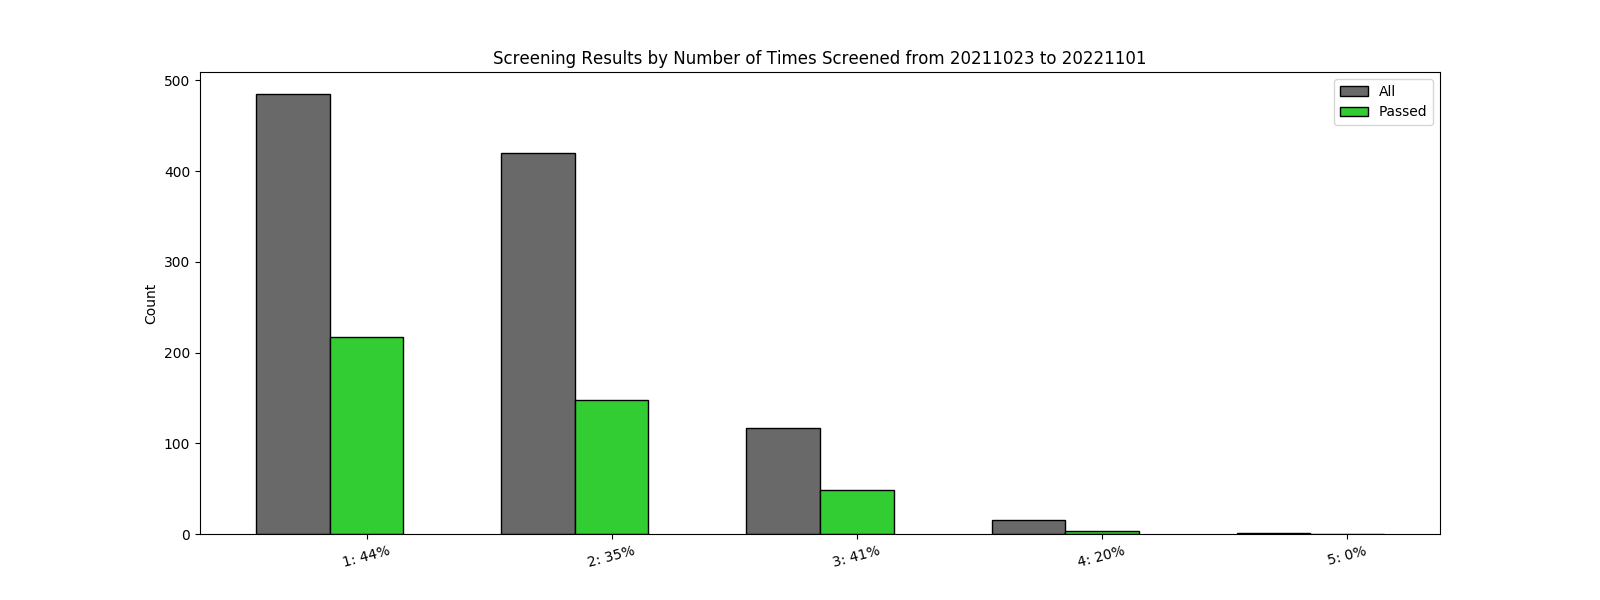 Screening Results by Number of Times Screened from 20211023 to 20221101
All
Passed
500
400
300
200
100
0
Count
1: 44%
2: 35%
3: 41%
4: 20%
5: 0%